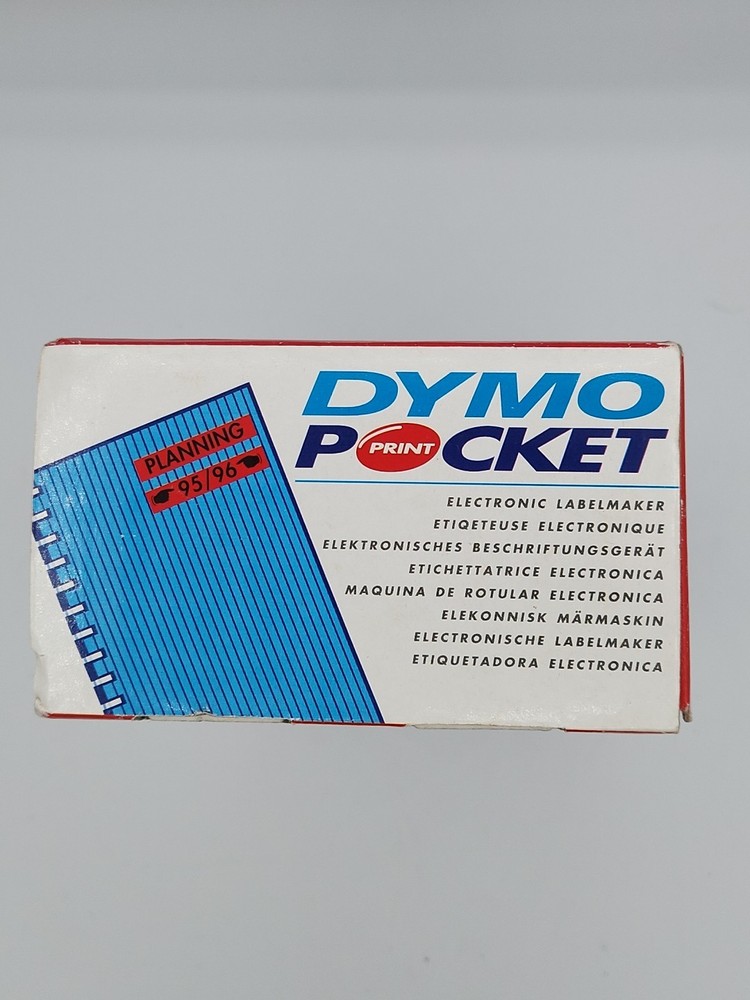 DYMO
POCKET
PRINT
PLANNING
95/96
ELECTRONIC LABELMAKER
ETIQETEUSE ELECTRONIQUE
ELEKTRONISCHES BESCHRIFTUNGSGERÄT
ETICHETTATRICE ELECTRONICA
MAQUINA DE ROTULAR ELECTRONICA
ELEKONNISK MÄRMASKIN
ELECTRONISCHE LABELMAKER
ETIQUETADORA ELECTRONICA